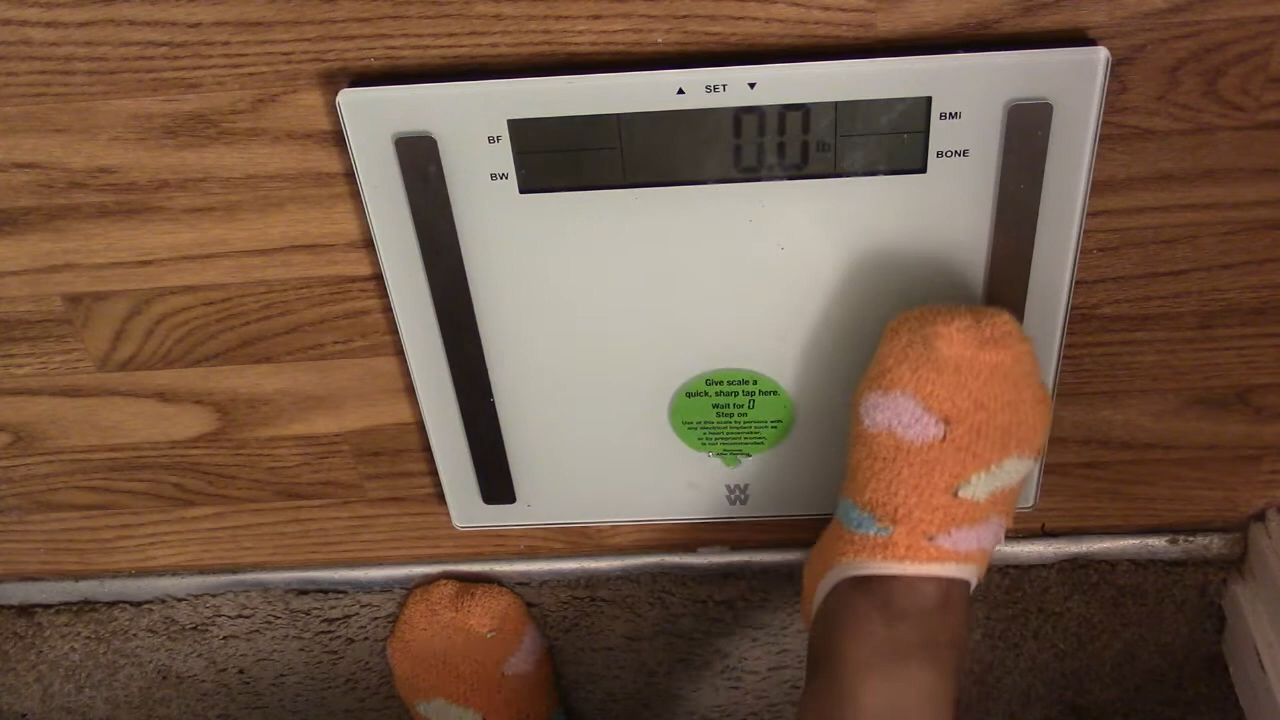 ▲ SET ▼
BF
BW
0.0 lb
BMI
BONE
Give scale a
quick, sharp tap here.
Wait for 0
Step on
Use of this scale by persons with
any electrical implant such as
a heart pacemaker,
or by pregnant women,
is not recommended.
WW